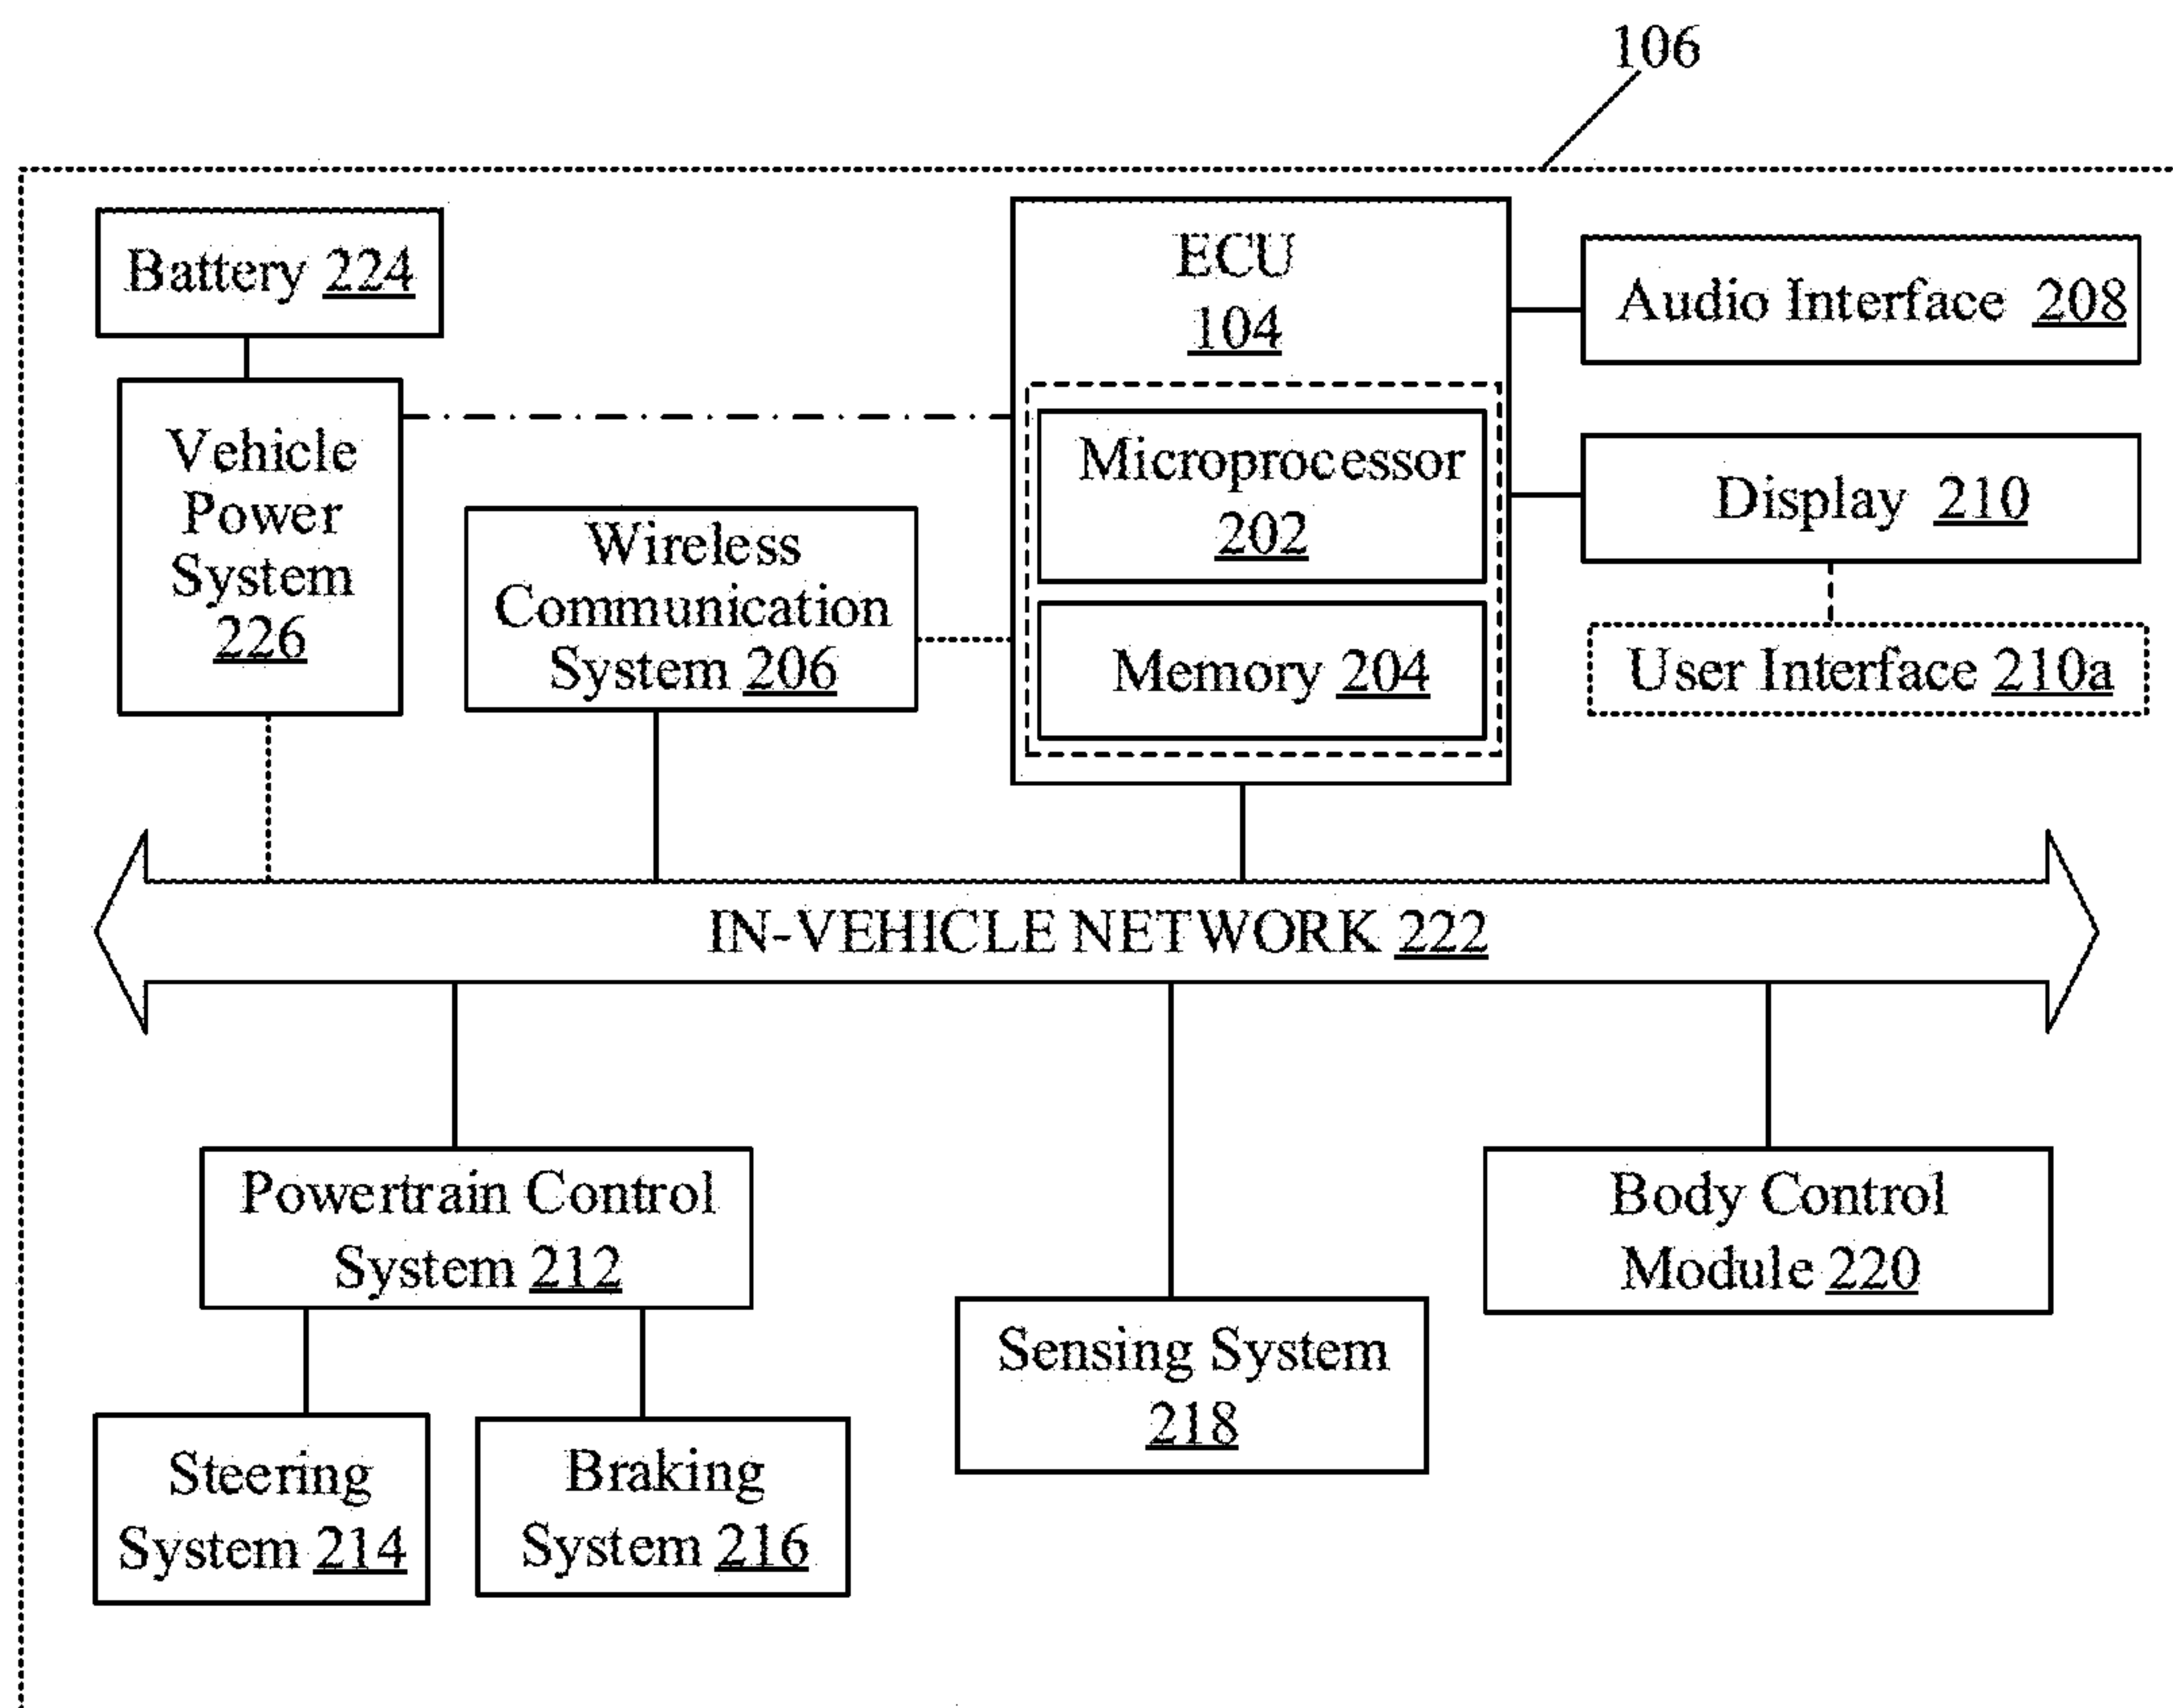 106
Battery 224
ECU
104
Audio Interface 208
Vehicle
Power
System
226
Microprocessor
202
Display 210
Wireless
Communication
System 206
Memory 204
User Interface 210a
IN-VEHICLE NETWORK 222
Powertrain Control
System 212
Body Control
Module 220
Sensing System
218
Steering
System 214
Braking
System 216